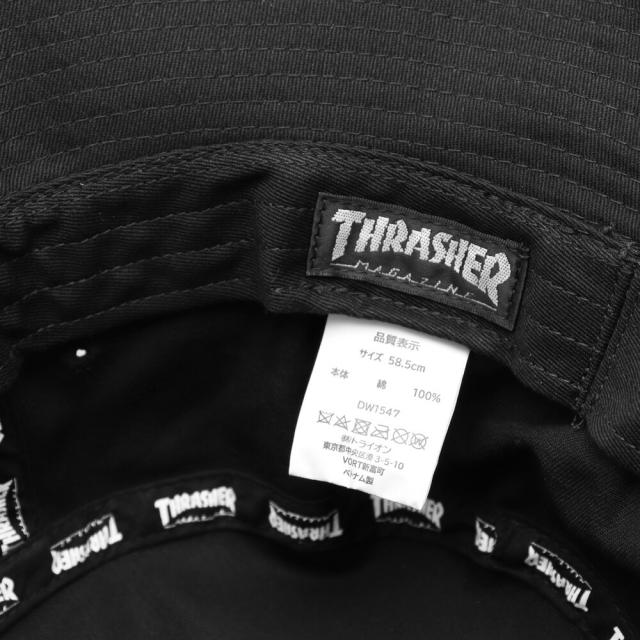 THRASHER
MAGAZINE
品質表示
サイズ 58.5cm
本体 綿 100%
DW1547
㈱トライオン
東京都中央区湊3-5-10
VORT新富町
ベトナム製
THRASHER
THRASHER
THRASHER
THRASHER
THRASHER